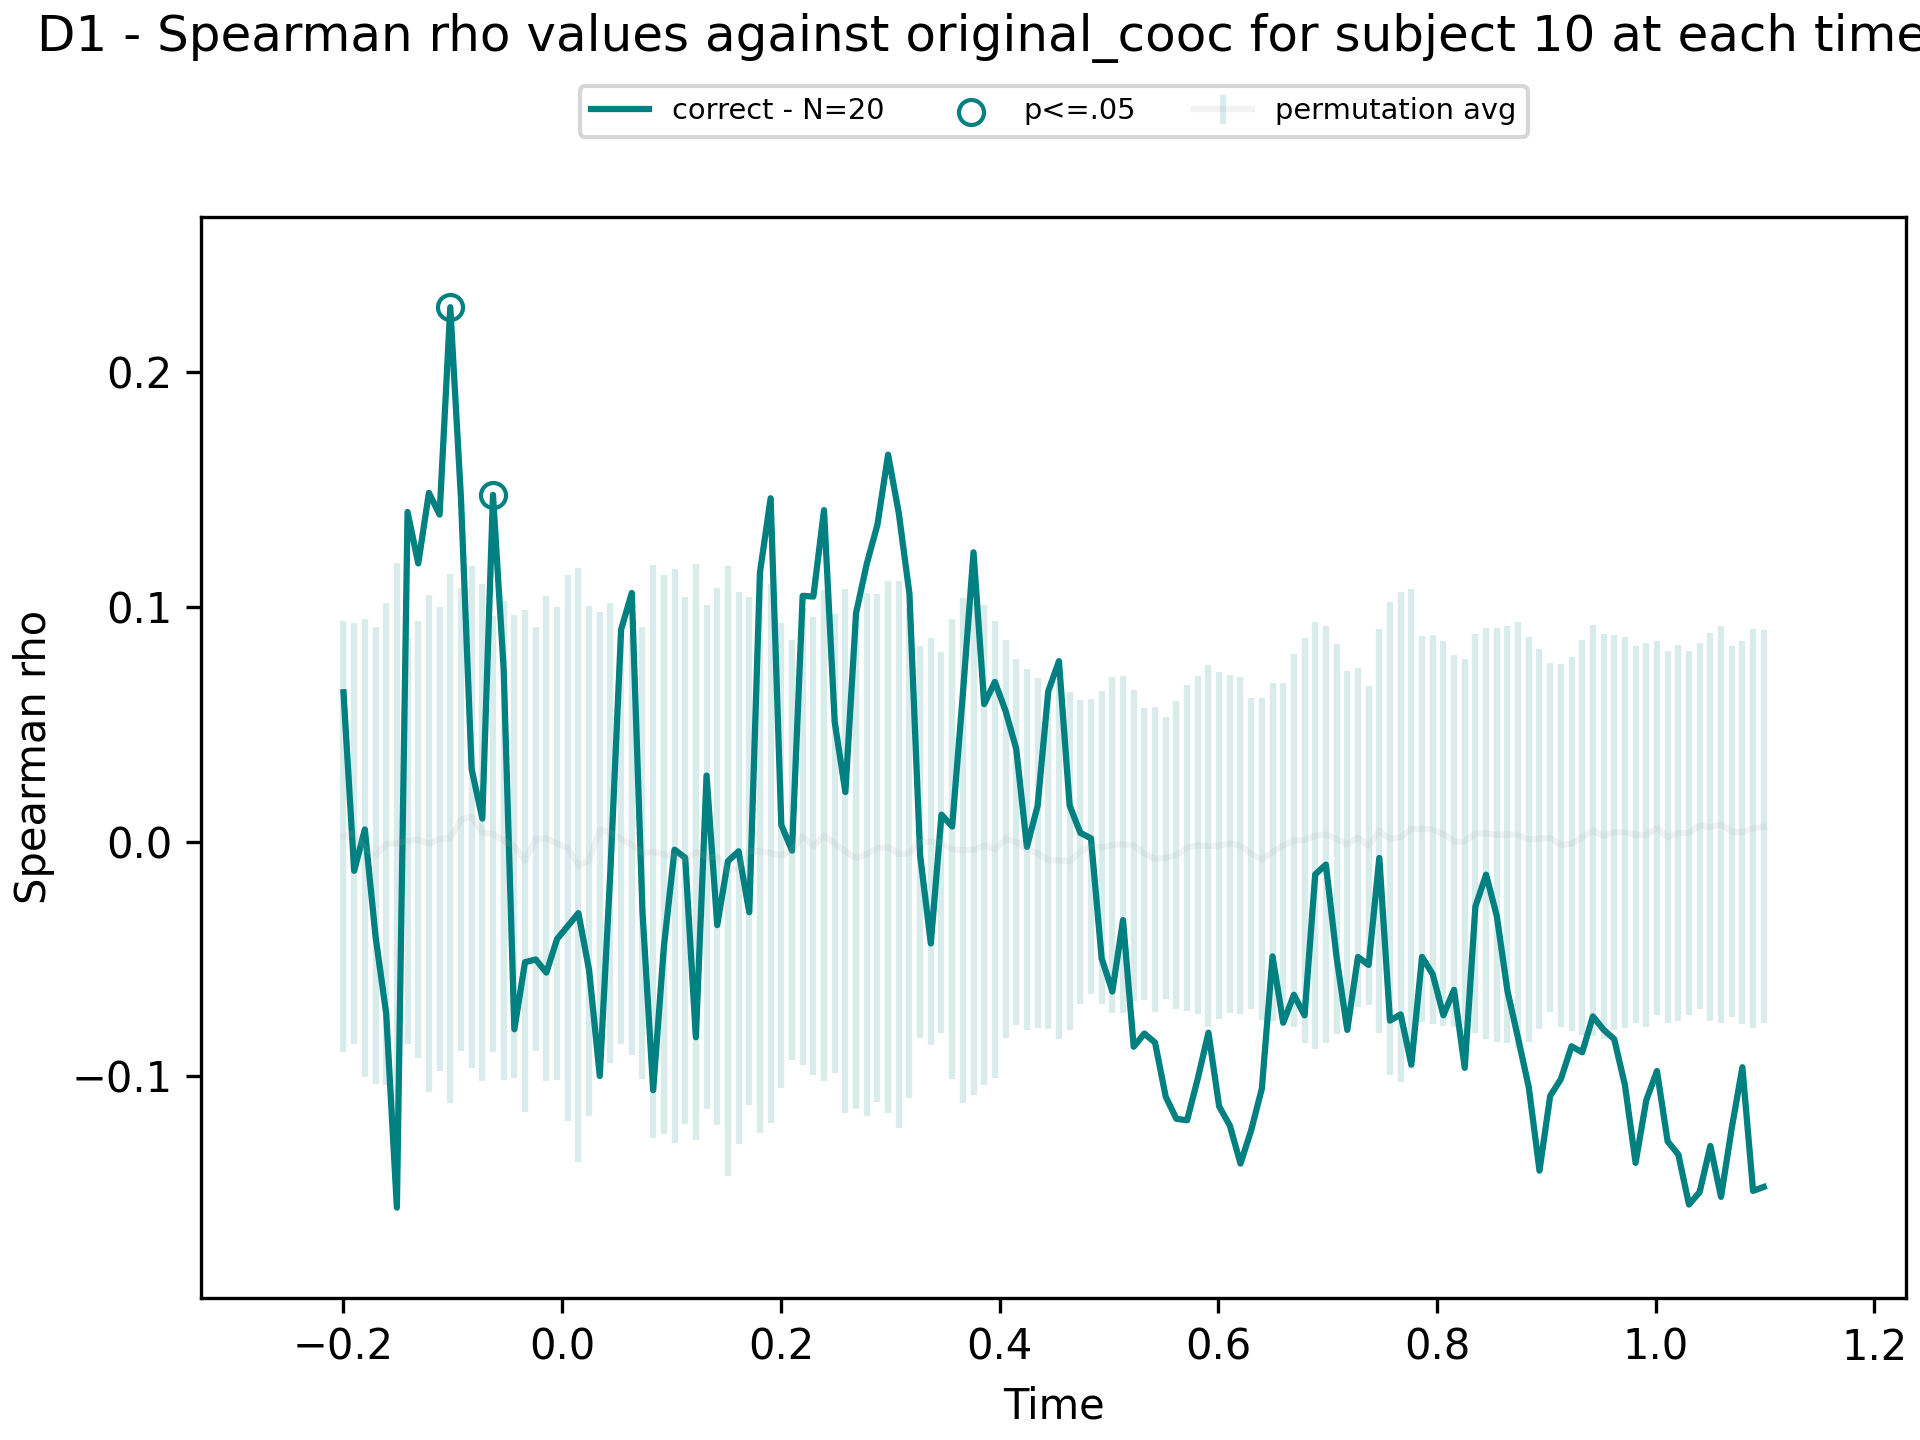 D1 - Spearman rho values against original_cooc for subject 10 at each time
correct - N=20 p<=.05 permutation avg
Spearman rho
0.2
0.1
0.0
−0.1
−0.2 0.0 0.2 0.4 0.6 0.8 1.0 1.2
Time